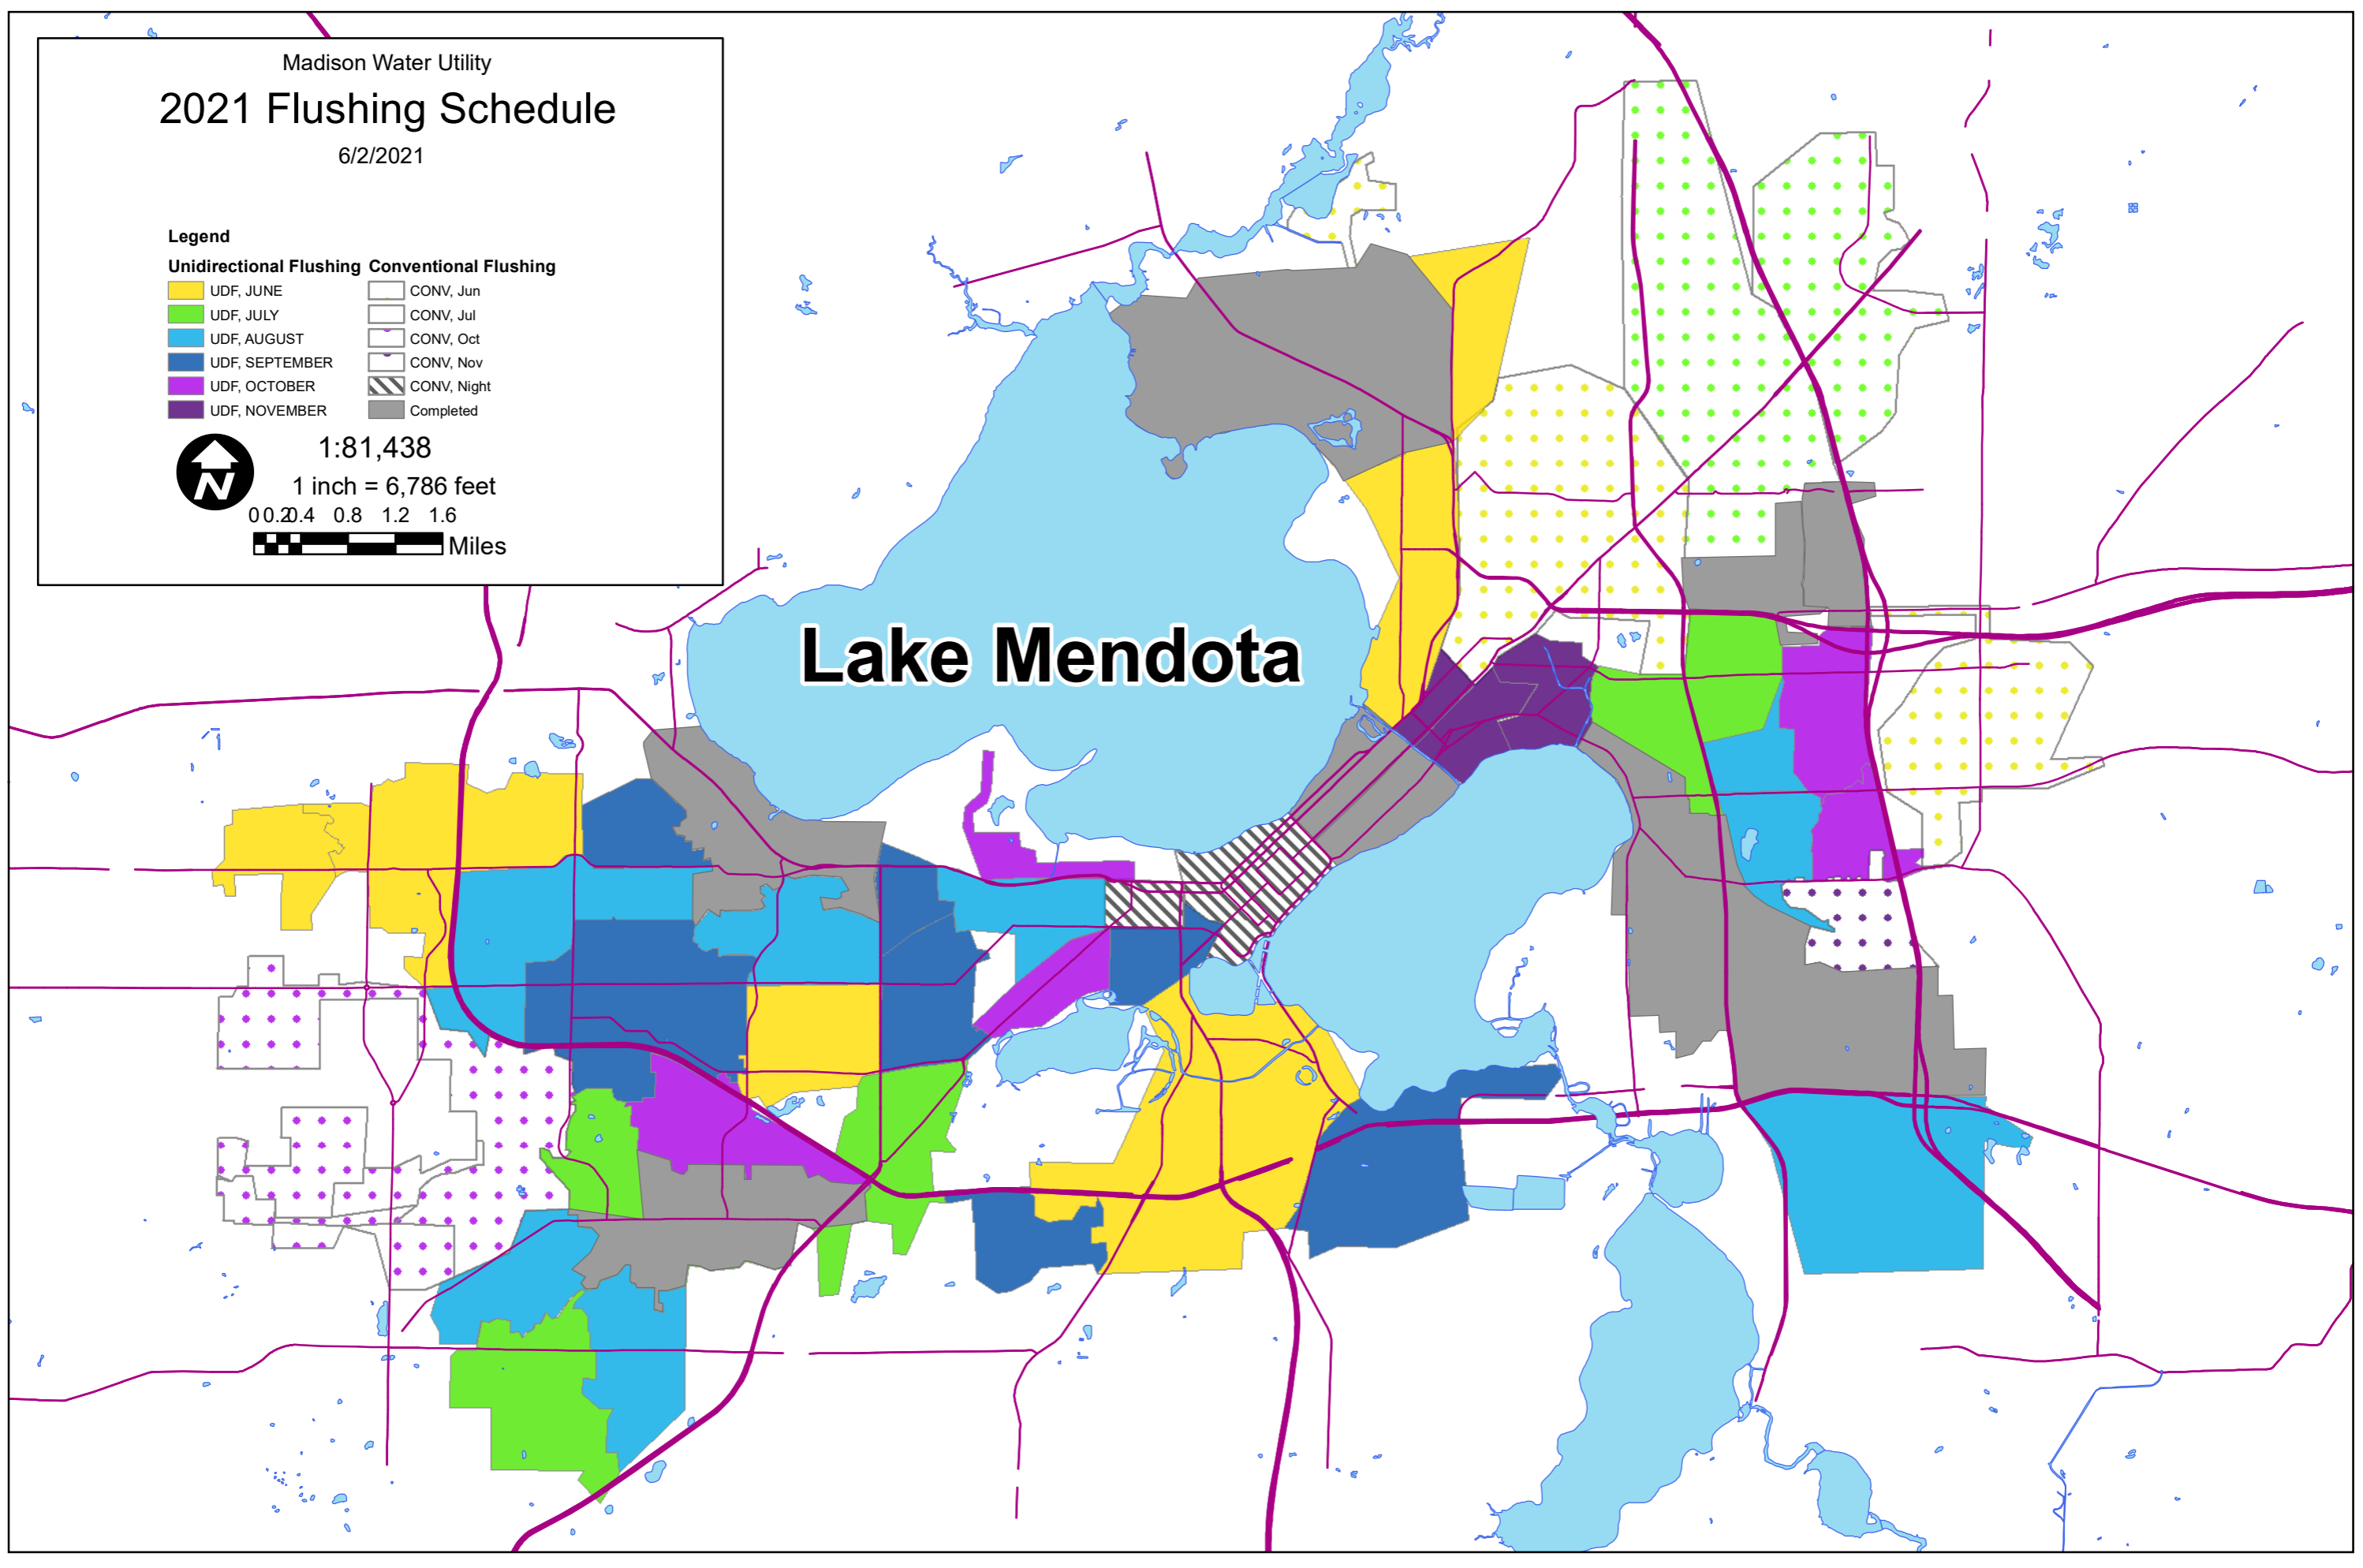 Madison Water Utility
2021 Flushing Schedule
6/2/2021
Legend
Unidirectional Flushing Conventional Flushing
UDF, JUNE CONV, Jun
UDF, JULY CONV, Jul
UDF, AUGUST CONV, Oct
UDF, SEPTEMBER CONV, Nov
UDF, OCTOBER CONV, Night
UDF, NOVEMBER Completed
N
1:81,438
1 inch = 6,786 feet
0 0.2 0.4 0.8 1.2 1.6
Miles
Lake Mendota